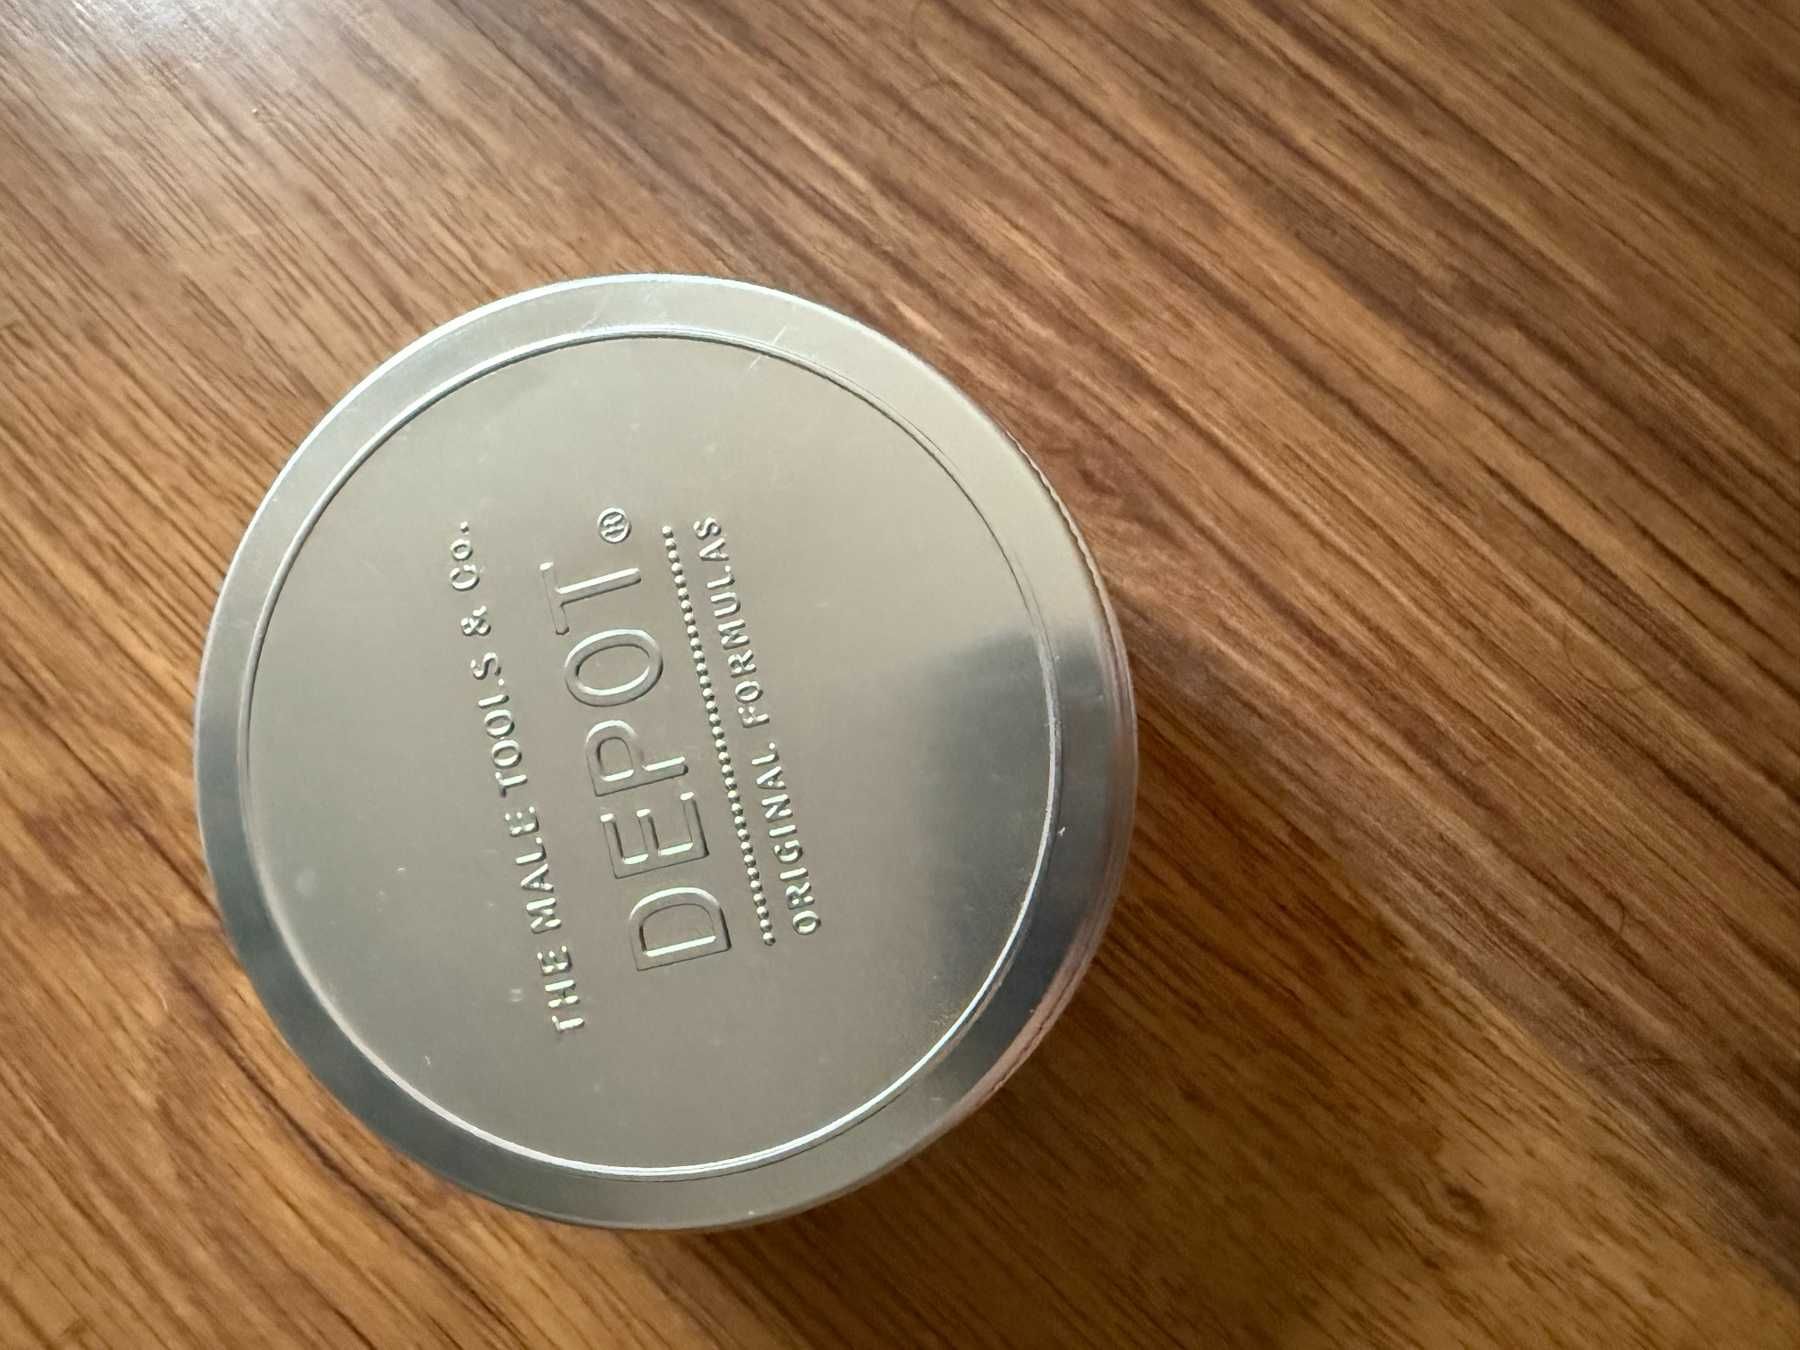 THE MALE TOOLS & Co.
DEPOT®
ORIGINAL FORMULAS